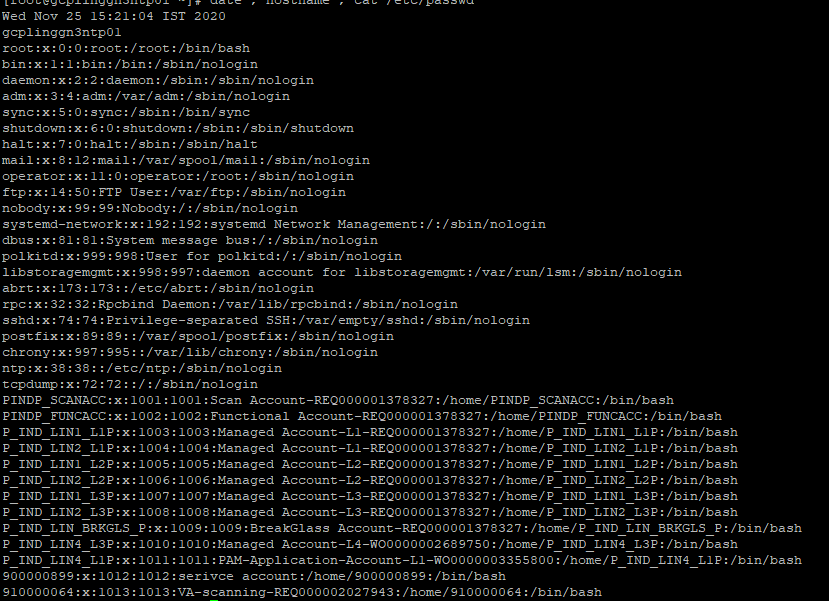 [root@gcplinggn3ntp01 ~]# date ; hostname ; cat /etc/passwd
Wed Nov 25 15:21:04 IST 2020
gcplinggn3ntp01
root:x:0:0:root:/root:/bin/bash
bin:x:1:1:bin:/bin:/sbin/nologin
daemon:x:2:2:daemon:/sbin:/sbin/nologin
adm:x:3:4:adm:/var/adm:/sbin/nologin
sync:x:5:0:sync:/sbin:/bin/sync
shutdown:x:6:0:shutdown:/sbin:/sbin/shutdown
halt:x:7:0:halt:/sbin:/sbin/halt
mail:x:8:12:mail:/var/spool/mail:/sbin/nologin
operator:x:11:0:operator:/root:/sbin/nologin
ftp:x:14:50:FTP User:/var/ftp:/sbin/nologin
nobody:x:99:99:Nobody:/:/sbin/nologin
systemd-network:x:192:192:systemd Network Management:/:/sbin/nologin
dbus:x:81:81:System message bus:/:/sbin/nologin
polkitd:x:999:998:User for polkitd:/:/sbin/nologin
libstoragemgmt:x:998:997:daemon account for libstoragemgmt:/var/run/lsm:/sbin/nologin
abrt:x:173:173::/etc/abrt:/sbin/nologin
rpc:x:32:32:Rpcbind Daemon:/var/lib/rpcbind:/sbin/nologin
sshd:x:74:74:Privilege-separated SSH:/var/empty/sshd:/sbin/nologin
postfix:x:89:89::/var/spool/postfix:/sbin/nologin
chrony:x:997:995::/var/lib/chrony:/sbin/nologin
ntp:x:38:38::/etc/ntp:/sbin/nologin
tcpdump:x:72:72::/:/sbin/nologin
PINDP_SCANACC:x:1001:1001:Scan Account-REQ000001378327:/home/PINDP_SCANACC:/bin/bash
PINDP_FUNCACC:x:1002:1002:Functional Account-REQ000001378327:/home/PINDP_FUNCACC:/bin/bash
P_IND_LIN1_L1P:x:1003:1003:Managed Account-L1-REQ000001378327:/home/P_IND_LIN1_L1P:/bin/bash
P_IND_LIN2_L1P:x:1004:1004:Managed Account-L1-REQ000001378327:/home/P_IND_LIN2_L1P:/bin/bash
P_IND_LIN1_L2P:x:1005:1005:Managed Account-L2-REQ000001378327:/home/P_IND_LIN1_L2P:/bin/bash
P_IND_LIN2_L2P:x:1006:1006:Managed Account-L2-REQ000001378327:/home/P_IND_LIN2_L2P:/bin/bash
P_IND_LIN1_L3P:x:1007:1007:Managed Account-L3-REQ000001378327:/home/P_IND_LIN1_L3P:/bin/bash
P_IND_LIN2_L3P:x:1008:1008:Managed Account-L3-REQ000001378327:/home/P_IND_LIN2_L3P:/bin/bash
P_IND_LIN_BRKGLS_P:x:1009:1009:BreakGlass Account-REQ000001378327:/home/P_IND_LIN_BRKGLS_P:/bin/bash
P_IND_LIN4_L3P:x:1010:1010:Managed Account-L4-WO0000002689750:/home/P_IND_LIN4_L3P:/bin/bash
P_IND_LIN4_L1P:x:1011:1011:PAM-Application-Account-L1-WO0000003355800:/home/P_IND_LIN4_L1P:/bin/bash
900000899:x:1012:1012:serivce account:/home/900000899:/bin/bash
910000064:x:1013:1013:VA-scanning-REQ000002027943:/home/910000064:/bin/bash